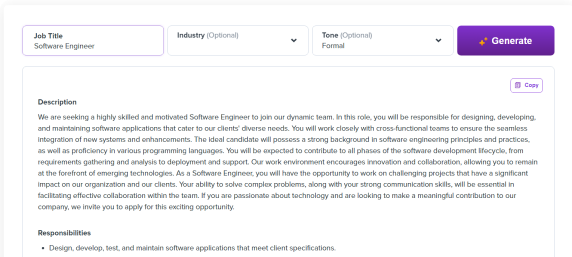 Job Title
Software Engineer
Industry (Optional)
Tone (Optional)
Formal
Generate
Copy
Description
We are seeking a highly skilled and motivated Software Engineer to join our dynamic team. In this role, you will be responsible for designing, developing,
and maintaining software applications that cater to our clients' diverse needs. You will work closely with cross-functional teams to ensure the seamless
integration of new systems and enhancements. The ideal candidate will possess a strong background in software engineering principles and practices,
as well as proficiency in various programming languages. You will be expected to contribute to all phases of the software development lifecycle, from
requirements gathering and analysis to deployment and support. Our work environment encourages innovation and collaboration, allowing you to remain
at the forefront of emerging technologies. As a Software Engineer, you will have the opportunity to work on challenging projects that have a significant
impact on our organization and our clients. Your ability to solve complex problems, along with your strong communication skills, will be essential in
facilitating effective collaboration within the team. If you are passionate about technology and are looking to make a meaningful contribution to our
company, we invite you to apply for this exciting opportunity.
Responsibilities
• Design, develop, test, and maintain software applications that meet client specifications.